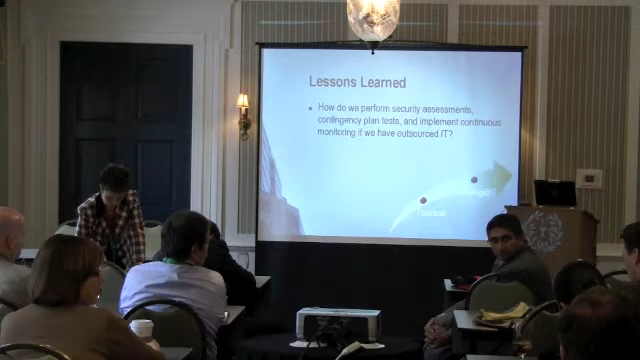 Lessons Learned
• How do we perform security assessments,
contingency plan tests, and implement continuous
monitoring if we have outsourced IT?